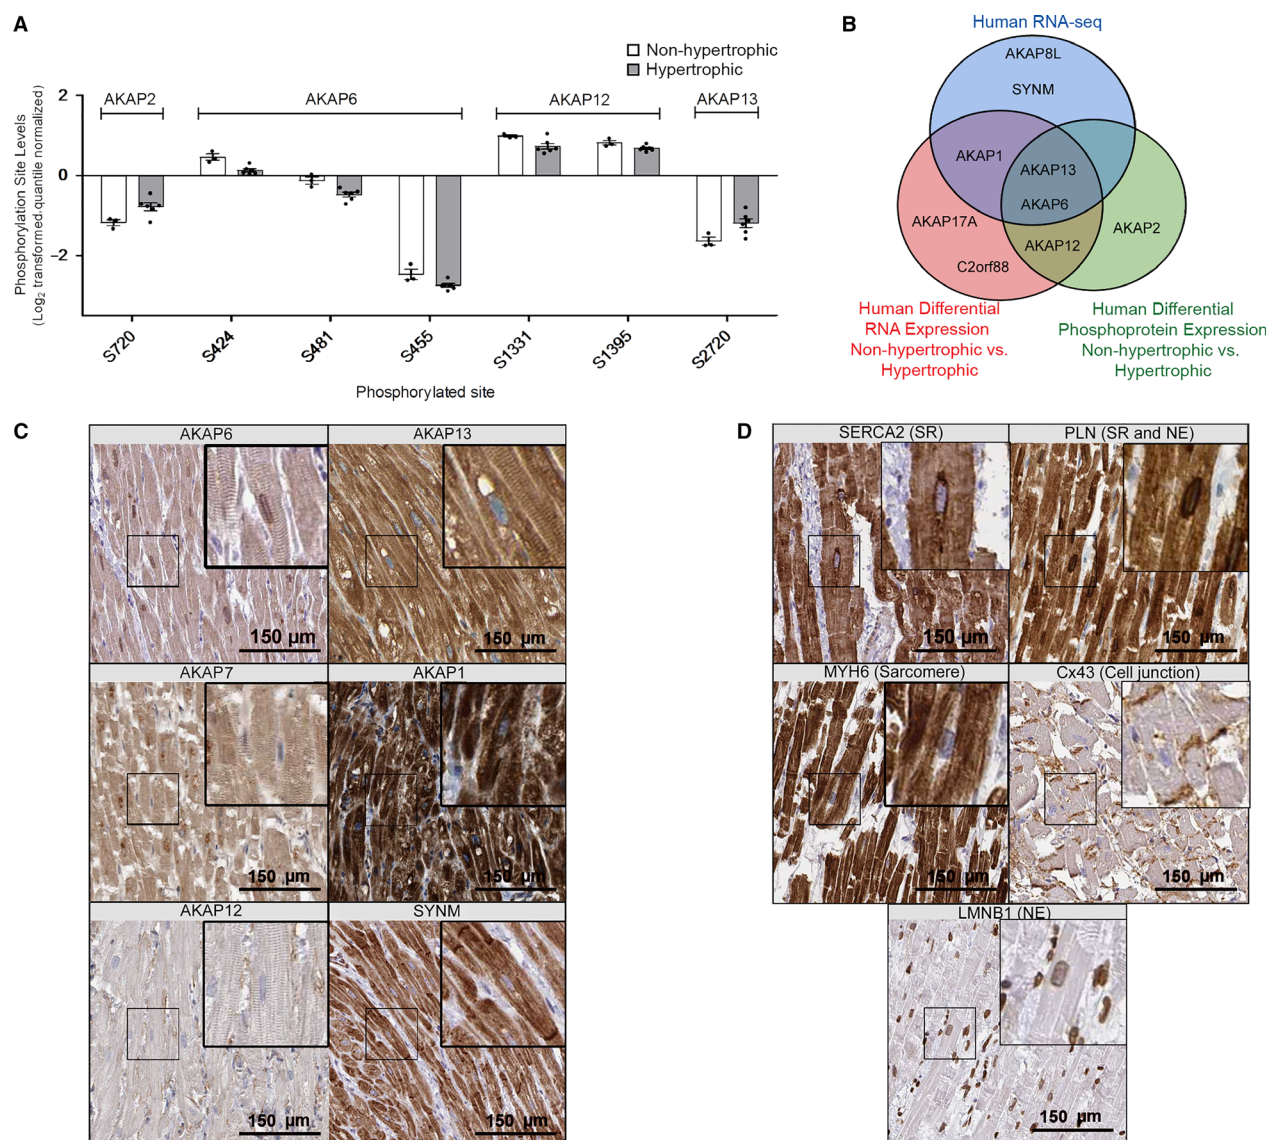 A
Non-hypertrophic
Hypertrophic
AKAP2 AKAP6 AKAP12 AKAP13
Phosphorylation Site Levels
(Log2 transformed.quantile normalized)
2
0
−2
S720 S424 S481 S455 S1331 S1395 S2720
Phosphorylated site
B
Human RNA-seq
AKAP8L
SYNM
AKAP1
AKAP13
AKAP6
AKAP17A
AKAP12
AKAP2
C2orf88
Human Differential
RNA Expression
Non-hypertrophic vs.
Hypertrophic
Human Differential
Phosphoprotein Expression
Non-hypertrophic vs.
Hypertrophic
C
AKAP6 AKAP13
150 µm 150 µm
AKAP7 AKAP1
150 µm 150 µm
AKAP12 SYNM
150 µm 150 µm
D
SERCA2 (SR) PLN (SR and NE)
150 µm 150 µm
MYH6 (Sarcomere) Cx43 (Cell junction)
150 µm 150 µm
LMNB1 (NE)
150 µm